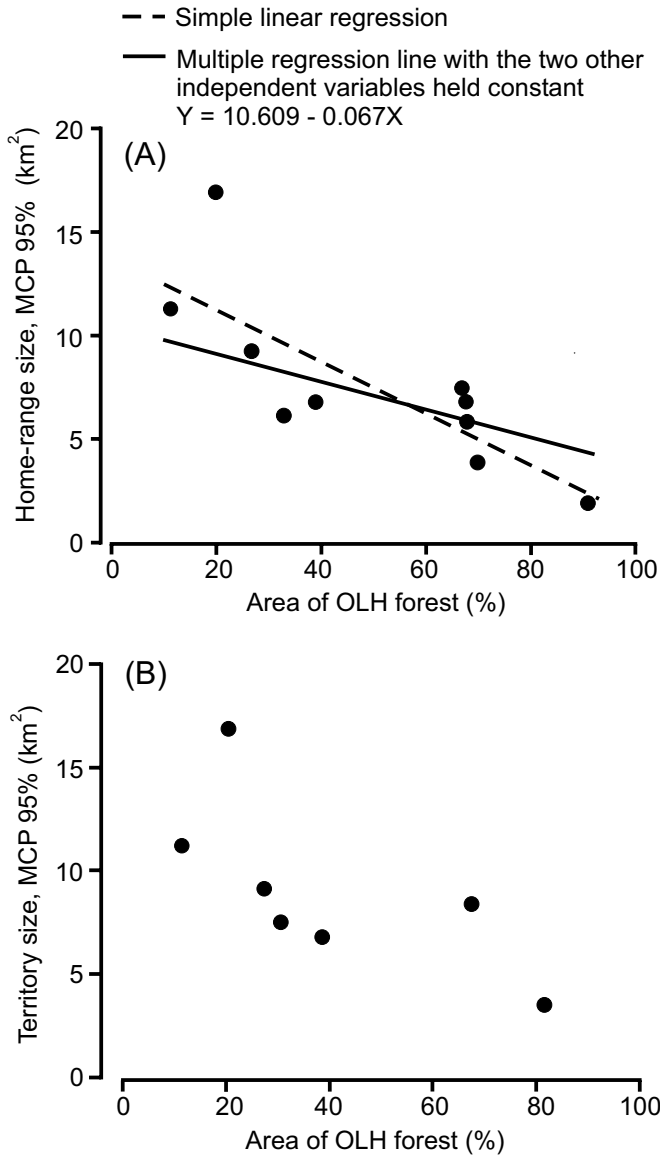 Simple linear regression
Multiple regression line with the two other
independent variables held constant
Y = 10.609 - 0.067X
(A)
Home-range size, MCP 95% (km²)
20
15
10
5
0
0 20 40 60 80 100
Area of OLH forest (%)
(B)
Territory size, MCP 95% (km²)
20
15
10
5
0
0 20 40 60 80 100
Area of OLH forest (%)